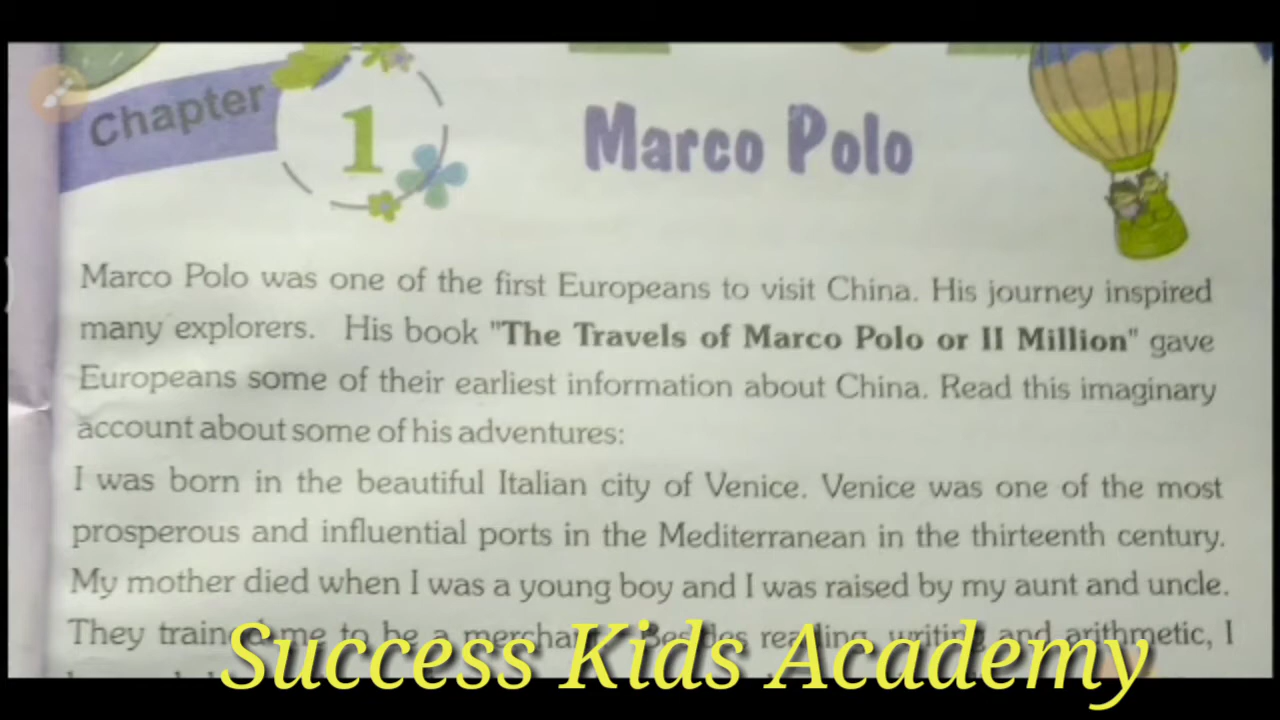 Chapter 1
Marco Polo
Marco Polo was one of the first Europeans to visit China. His journey inspired
many explorers. His book "The Travels of Marco Polo or II Million" gave
Europeans some of their earliest information about China. Read this imaginary
account about some of his adventures:
I was born in the beautiful Italian city of Venice. Venice was one of the most
prosperous and influential ports in the Mediterranean in the thirteenth century.
My mother died when I was a young boy and I was raised by my aunt and uncle.
They trained me to be a merchant. Besides reading, writing and arithmetic, I
Success Kids Academy